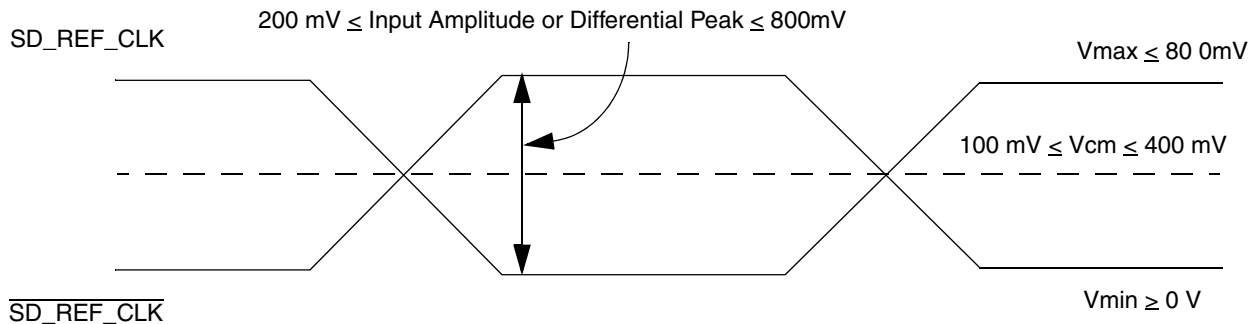 200 mV ≤ Input Amplitude or Differential Peak ≤ 800mV
SD_REF_CLK
Vmax ≤ 80 0mV
100 mV ≤ Vcm ≤ 400 mV
Vmin ≥ 0 V
SD_REF_CLK